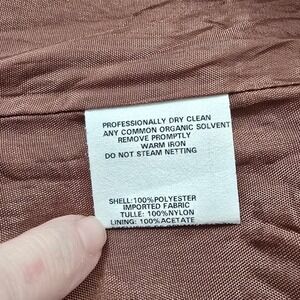 PROFESSIONALLY DRY CLEAN
ANY COMMON ORGANIC SOLVENT
REMOVE PROMPTLY
WARM IRON
DO NOT STEAM NETTING
SHELL:100%POLYESTER
IMPORTED FABRIC
TULLE: 100%NYLON
LINING: 100%ACETATE